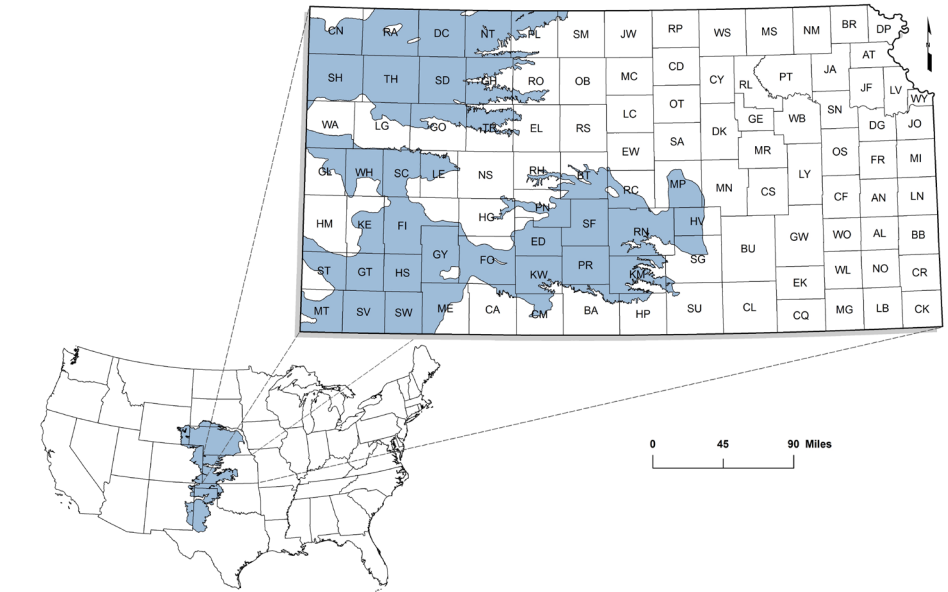 CN RA DC NT PL SM JW RP WS MS NM BR DP
SH TH SD GH RO OB MC CD CY RL PT JA AT
JF LV WY
WA LG GO TR EL RS LC OT DK GE WB SN DG JO
GL WH SC LE NS RH BT EW SA MR OS FR MI
RC MP MN CS LY CF AN LN
HM KE FI HG PN SF RN HV BU GW WO AL BB
ST GT HS GY FO ED PR KM SG EK WL NO CR
KW
MT SV SW ME CA CM BA HP SU CL CQ MG LB CK
0 45 90 Miles